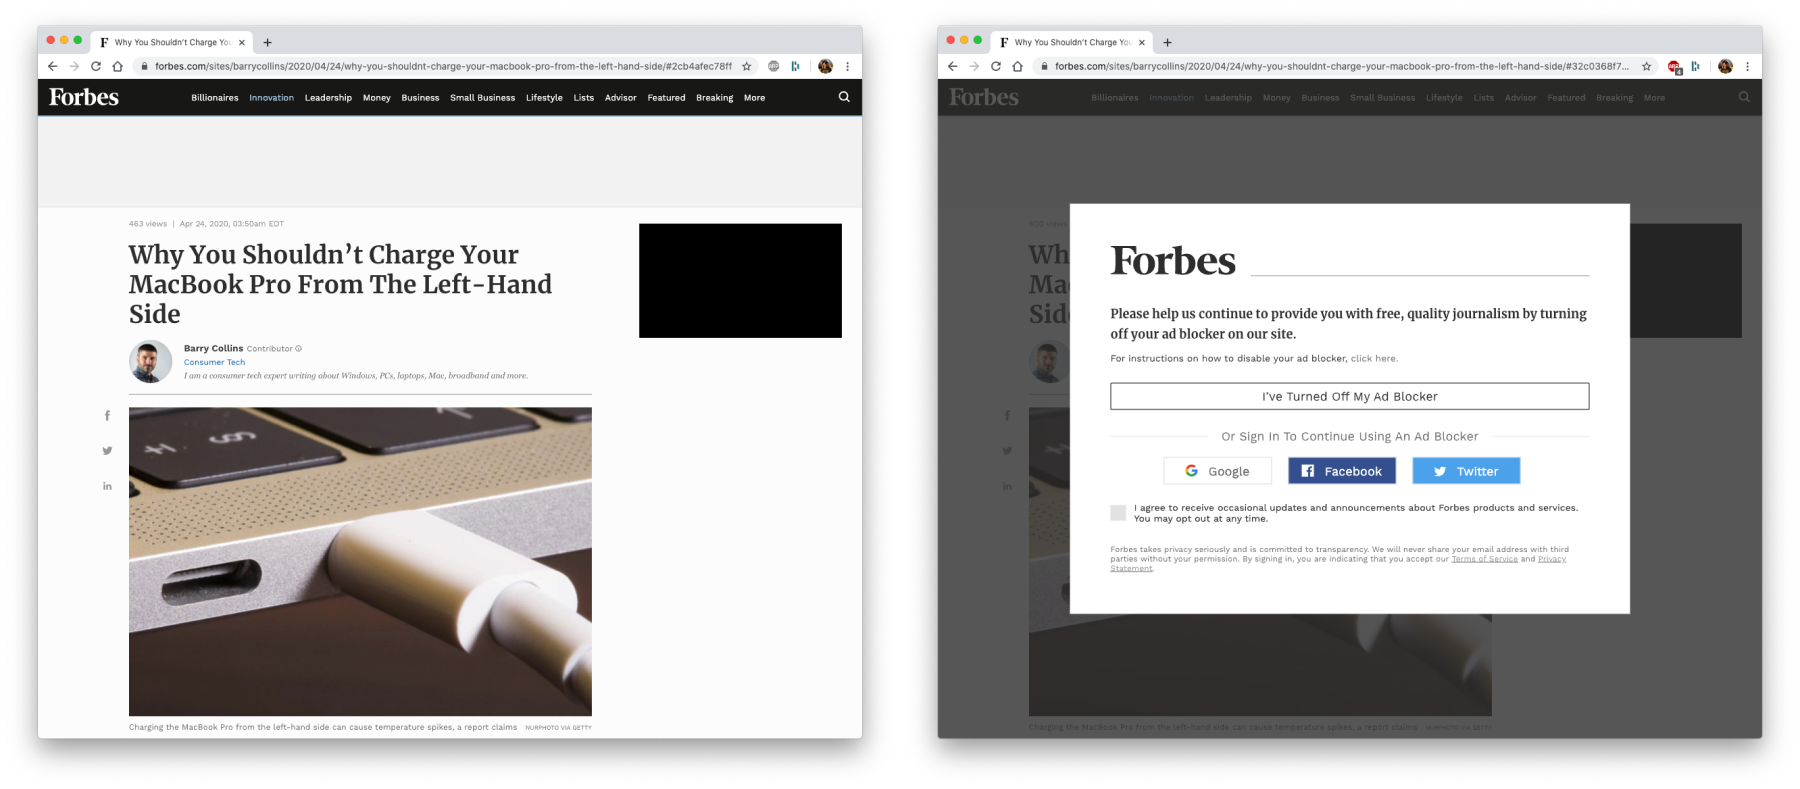 Why You Shouldn't Charge You
forbes.com/sites/barrycollins/2020/04/24/why-you-shouldnt-charge-your-macbook-pro-from-the-left-hand-side/#2cb4afec78ff
Forbes
Billionaires Innovation Leadership Money Business Small Business Lifestyle Lists Advisor Featured Breaking More
463 views | Apr 24, 2020, 03:50am EDT
Why You Shouldn't Charge Your
MacBook Pro From The Left-Hand
Side
Barry Collins Contributor
Consumer Tech
I am a consumer tech expert writing about Windows, PCs, laptops, Mac, broadband and more.
Charging the MacBook Pro from the left-hand side can cause temperature spikes, a report claims NURPHOTO VIA GETTY
Why You Shouldn't Charge You
forbes.com/sites/barrycollins/2020/04/24/why-you-shouldnt-charge-your-macbook-pro-from-the-left-hand-side/#32c0368f7...
Forbes
Billionaires Innovation Leadership Money Business Small Business Lifestyle Lists Advisor Featured Breaking More
Wh
Ma
Sid
Forbes
Please help us continue to provide you with free, quality journalism by turning
off your ad blocker on our site.
For instructions on how to disable your ad blocker, click here.
I've Turned Off My Ad Blocker
Or Sign In To Continue Using An Ad Blocker
Google Facebook Twitter
I agree to receive occasional updates and announcements about Forbes products and services.
You may opt out at any time.
Forbes takes privacy seriously and is committed to transparency. We will never share your email address with third
parties without your permission. By signing in, you are indicating that you accept our Terms of Service and Privacy
Statement.
Charging the MacBook Pro from the left-hand side can cause temperature spikes, a report claims NURPHOTO VIA GETTY